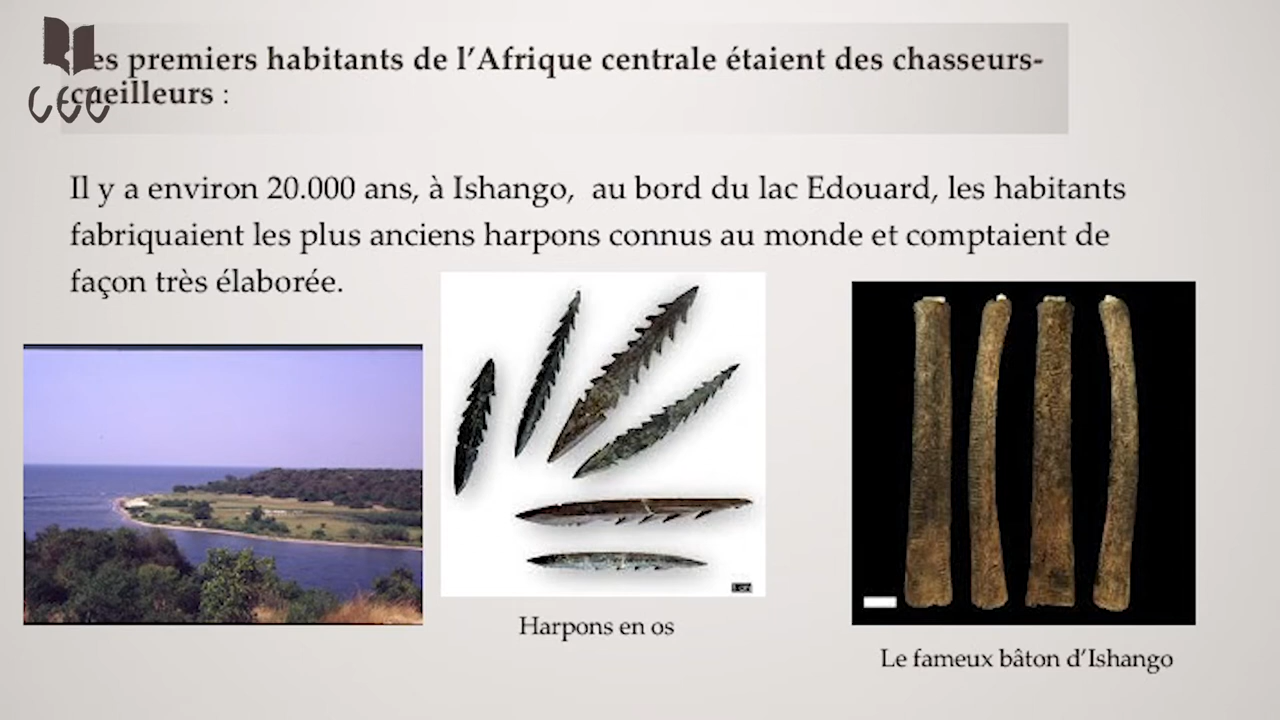 Les premiers habitants de l'Afrique centrale étaient des chasseurs-
cueilleurs :
Il y a environ 20.000 ans, à Ishango, au bord du lac Edouard, les habitants
fabriquaient les plus anciens harpons connus au monde et comptaient de
façon très élaborée.
Harpons en os
Le fameux bâton d'Ishango